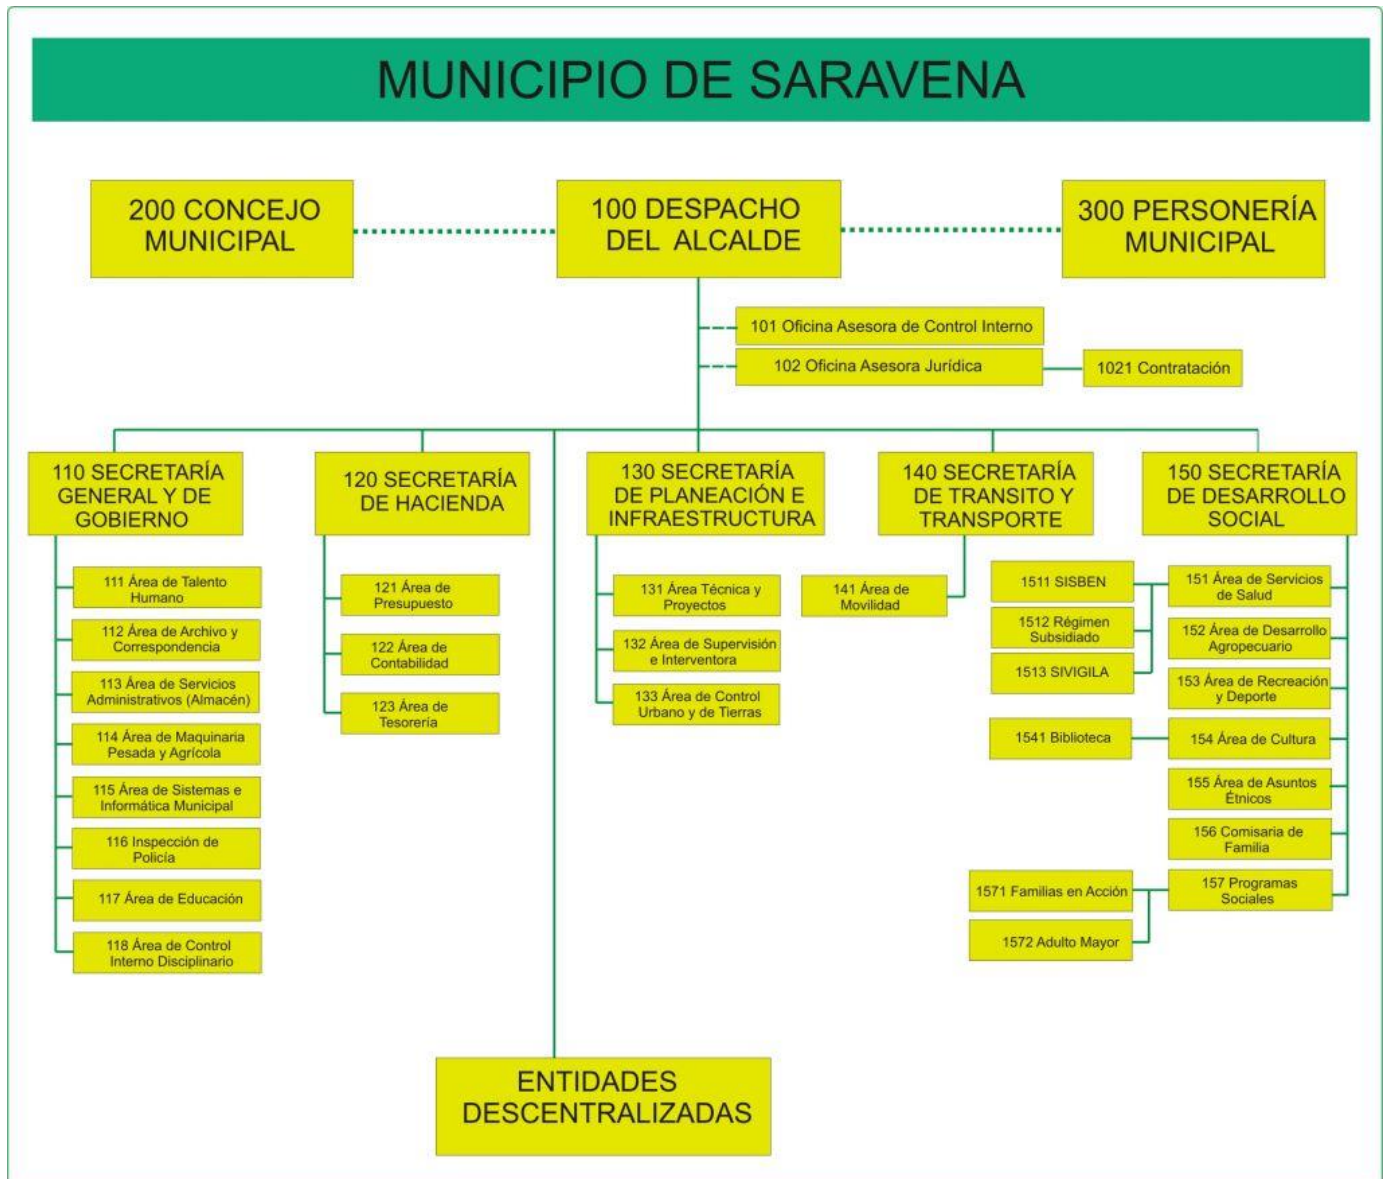 MUNICIPIO DE SARAVENA
200 CONCEJO
MUNICIPAL
100 DESPACHO
DEL ALCALDE
300 PERSONERÍA
MUNICIPAL
101 Oficina Asesora de Control Interno
102 Oficina Asesora Jurídica
1021 Contratación
110 SECRETARÍA
GENERAL Y DE
GOBIERNO
120 SECRETARÍA
DE HACIENDA
130 SECRETARÍA
DE PLANEACIÓN E
INFRAESTRUCTURA
140 SECRETARÍA
DE TRANSITO Y
TRANSPORTE
150 SECRETARÍA
DE DESARROLLO
SOCIAL
111 Área de Talento
Humano
112 Área de Archivo y
Correspondencia
113 Área de Servicios
Administrativos (Almacén)
114 Área de Maquinaria
Pesada y Agrícola
115 Área de Sistemas e
Informática Municipal
116 Inspección de
Policía
117 Área de Educación
118 Área de Control
Interno Disciplinario
121 Área de
Presupuesto
122 Área de
Contabilidad
123 Área de
Tesorería
131 Área Técnica y
Proyectos
132 Área de Supervisión
e Interventora
133 Área de Control
Urbano y de Tierras
141 Área de
Movilidad
151 Área de Servicios
de Salud
1511 SISBEN
1512 Régimen
Subsidiado
1513 SIVIGILA
152 Área de Desarrollo
Agropecuario
153 Área de Recreación
y Deporte
154 Área de Cultura
1541 Biblioteca
155 Área de Asuntos
Étnicos
156 Comisaria de
Familia
157 Programas
Sociales
1571 Familias en Acción
1572 Adulto Mayor
ENTIDADES
DESCENTRALIZADAS